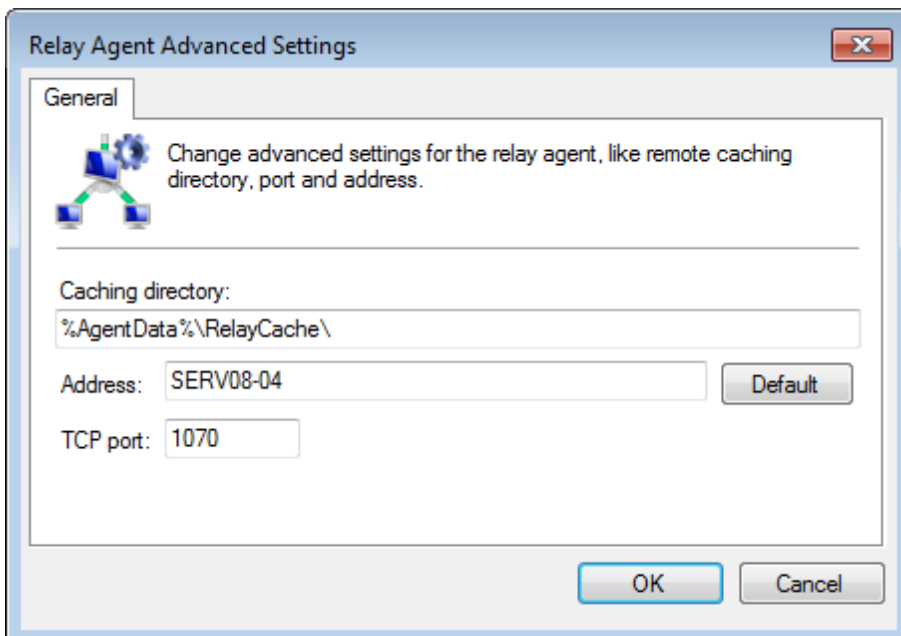 Relay Agent Advanced Settings
General
Change advanced settings for the relay agent, like remote caching
directory, port and address.
Caching directory:
%AgentData%\RelayCache\
Address: SERV08-04 Default
TCP port: 1070
OK Cancel